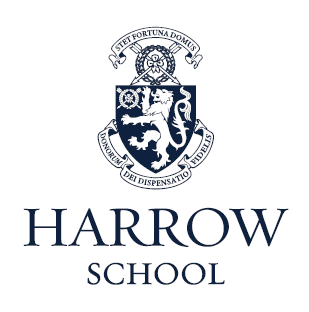 STET FORTUNA DOMUS
DONORUM DEI DISPENSATIO FIDELIS
HARROW
SCHOOL